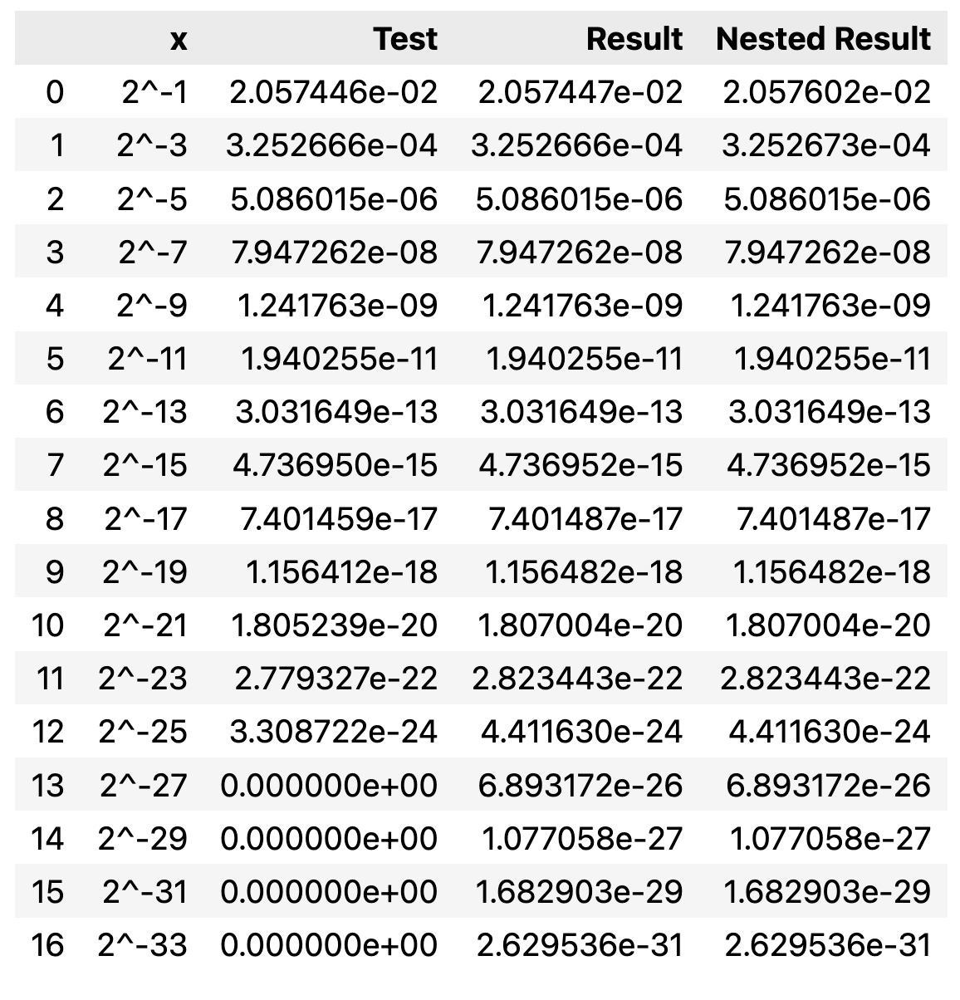 x Test Result Nested Result
0 2^-1 2.057446e-02 2.057447e-02 2.057602e-02
1 2^-3 3.252666e-04 3.252666e-04 3.252673e-04
2 2^-5 5.086015e-06 5.086015e-06 5.086015e-06
3 2^-7 7.947262e-08 7.947262e-08 7.947262e-08
4 2^-9 1.241763e-09 1.241763e-09 1.241763e-09
5 2^-11 1.940255e-11 1.940255e-11 1.940255e-11
6 2^-13 3.031649e-13 3.031649e-13 3.031649e-13
7 2^-15 4.736950e-15 4.736952e-15 4.736952e-15
8 2^-17 7.401459e-17 7.401487e-17 7.401487e-17
9 2^-19 1.156412e-18 1.156482e-18 1.156482e-18
10 2^-21 1.805239e-20 1.807004e-20 1.807004e-20
11 2^-23 2.779327e-22 2.823443e-22 2.823443e-22
12 2^-25 3.308722e-24 4.411630e-24 4.411630e-24
13 2^-27 0.000000e+00 6.893172e-26 6.893172e-26
14 2^-29 0.000000e+00 1.077058e-27 1.077058e-27
15 2^-31 0.000000e+00 1.682903e-29 1.682903e-29
16 2^-33 0.000000e+00 2.629536e-31 2.629536e-31